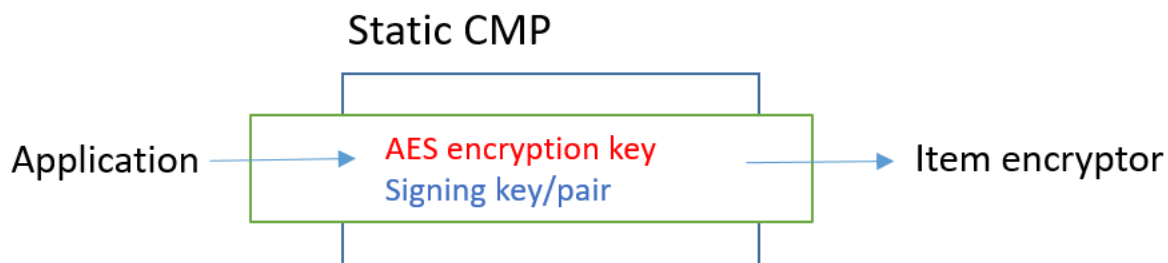 Static CMP
Application
AES encryption key
Signing key/pair
Item encryptor